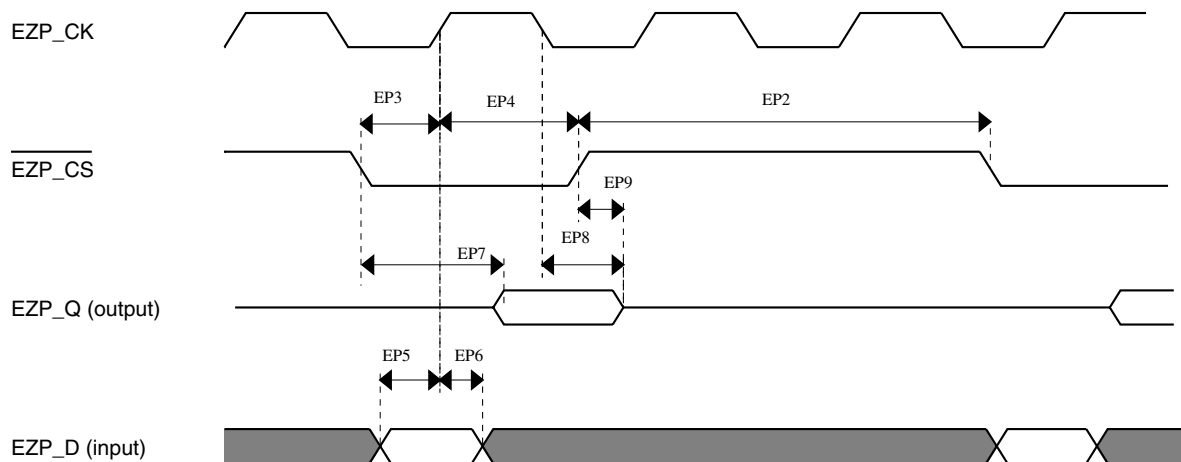 EZP_CK
EP3
EP4
EP2
EZP_CS
EP9
EP8
EP7
EZP_Q (output)
EP5
EP6
EZP_D (input)